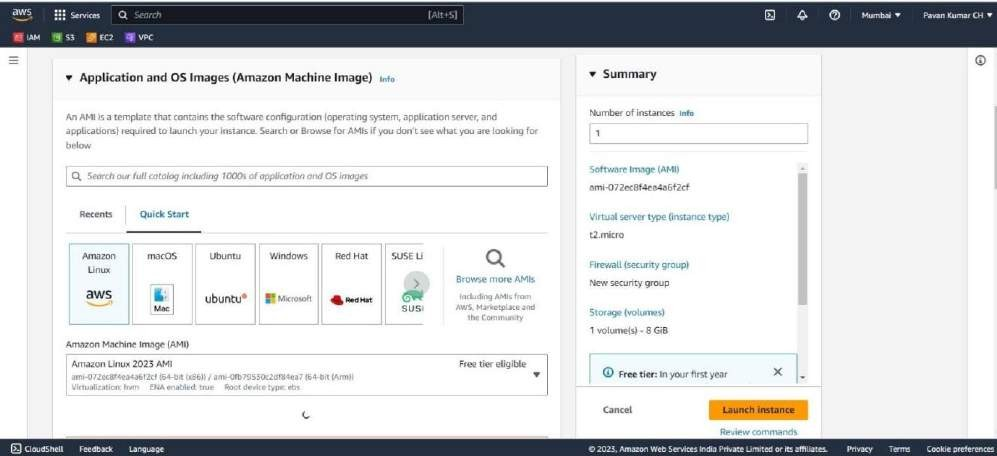 aws
Services
Search
[Alt+S]
Mumbai
Pavan Kumar CH
IAM
S3
EC2
VPC
Application and OS Images (Amazon Machine Image) Info
An AMI is a template that contains the software configuration (operating system, application server, and
applications) required to launch your instance. Search or Browse for AMIs if you don't see what you are looking for
below
Search our full catalog including 1000s of application and OS images
Recents
Quick Start
Amazon
Linux
aws
macOS
Mac
Ubuntu
ubuntu
Windows
Microsoft
Red Hat
Red Hat
SUSE Li
SUS
Browse more AMIs
Including AMIs from
AWS, Marketplace and
the Community
Amazon Machine Image (AMI)
Amazon Linux 2023 AMI
Free tier eligible
ami-072ec8f4ea4a6f2cf (64-bit (x86)) / ami-0fb79530c2df84ea7 (64-bit (Arm))
Virtualization: hvm ENA enabled: true Root device type: ebs
Summary
Number of instances Info
1
Software Image (AMI)
ami-072ec8f4ea4a6f2cf
Virtual server type (instance type)
t2.micro
Firewall (security group)
New security group
Storage (volumes)
1 volume(s) - 8 GiB
Free tier: In your first year
Cancel
Launch instance
Review commands
CloudShell
Feedback
Language
© 2023, Amazon Web Services India Private Limited or its affiliates.
Privacy
Terms
Cookie preferences